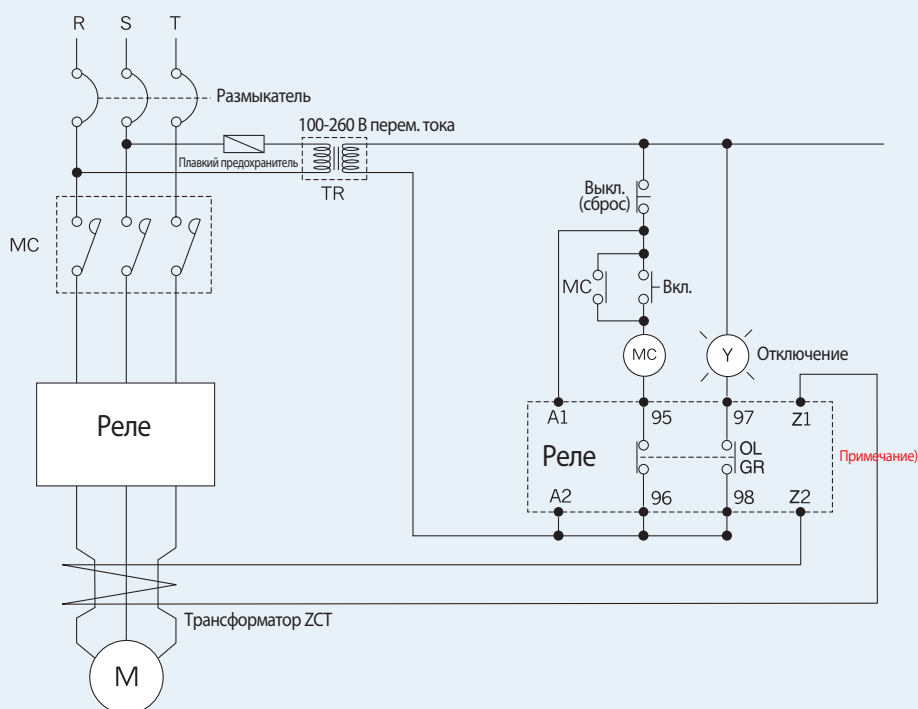 R S T
Размыкатель
100-260 В перем. тока
Плавкий предохранитель
TR
Выкл.
(сброс)
MC
MC
Вкл.
MC
Y
Отключение
A1
95
97
Z1
Реле
Реле
OL
GR
Примечание)
A2
96
98
Z2
Трансформатор ZCT
M